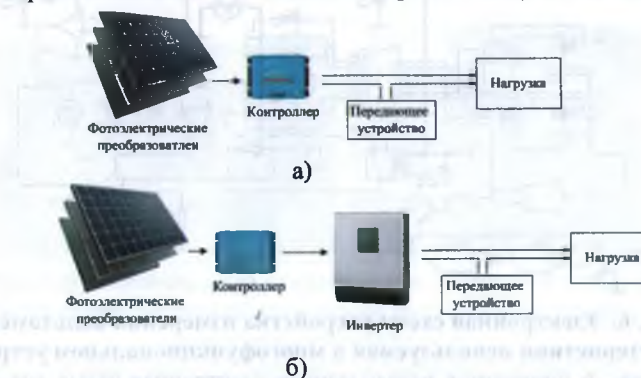 Фотоэлектрические
преобразователи
Контроллер
Передающее
устройство
Нагрузка
а)
Фотоэлектрические
преобразователи
Контроллер
Инвертер
Передающее
устройство
Нагрузка
б)